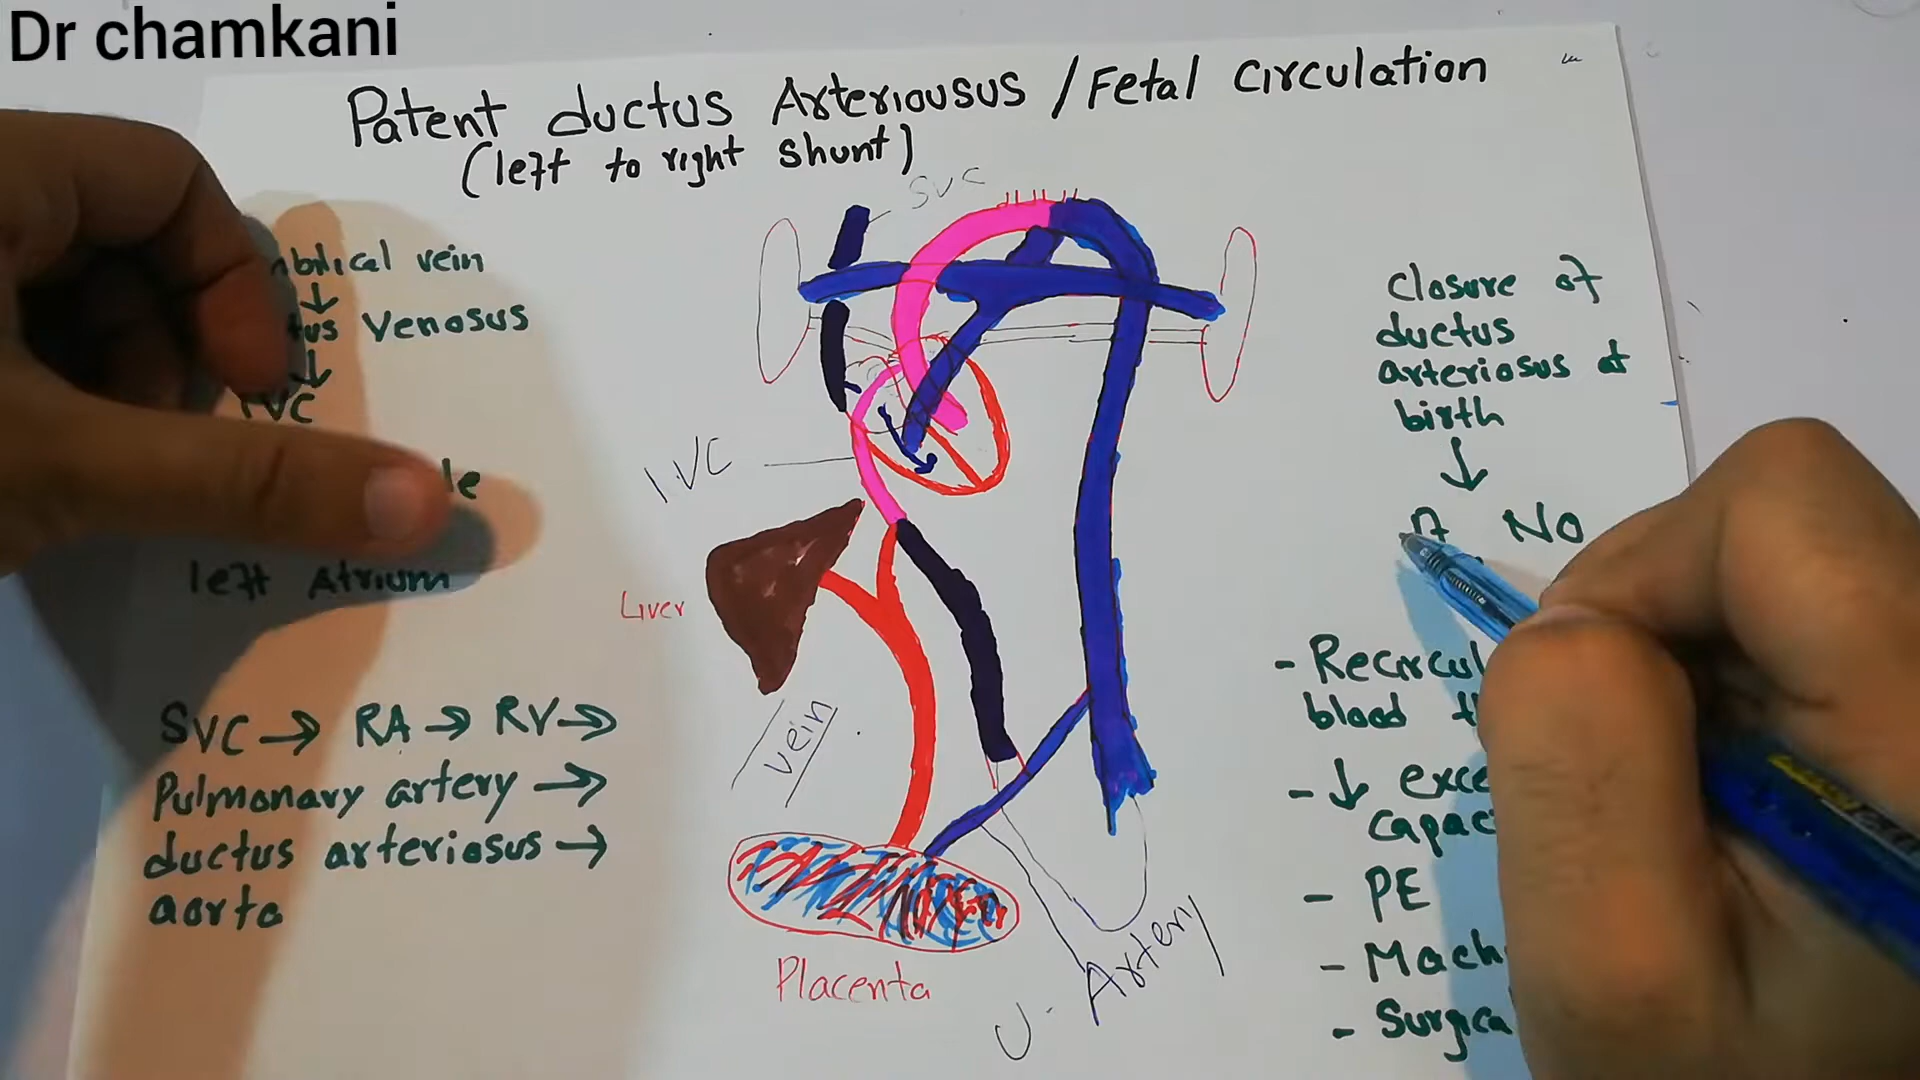 Dr chamkani
Patent ductus Arteriousus / Fetal circulation
(left to right shunt)
SVC
vein
Venosus
IVC
left Atrium
SVC → RA → RV →
Pulmonary artery →
ductus arteriosus →
aorta
I.VC
Liver
vein
Placenta
U. Artery
closure of
ductus
arteriosus at
birth
↓
NO
- Recircul
blood
- ↓ exce
capac
- PE
- Mach
- Surgica